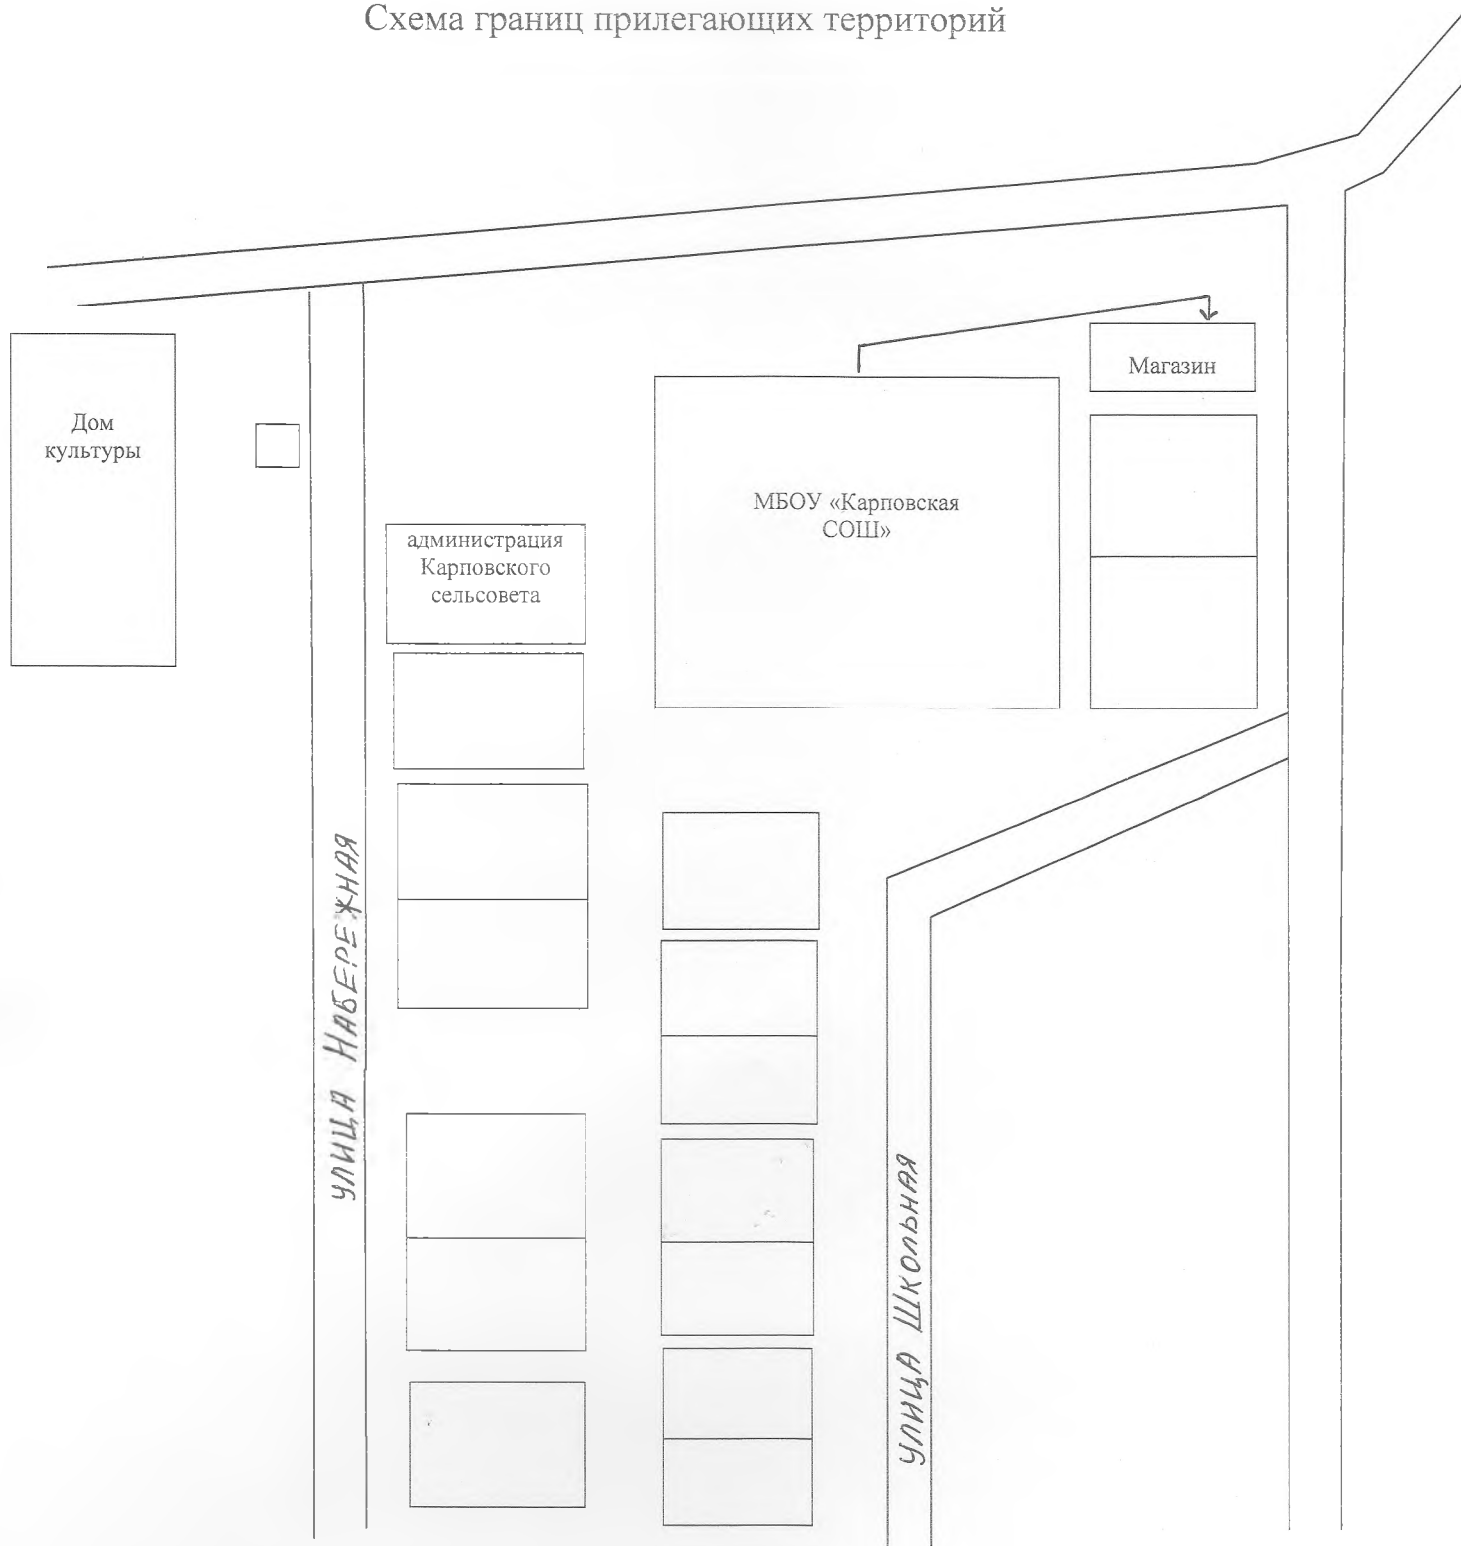 Схема границ прилегающих территорий
Магазин
Дом
культуры
МБОУ «Карповская
СОШ»
администрация
Карповского
сельсовета
улица Набережная
улица Школьная